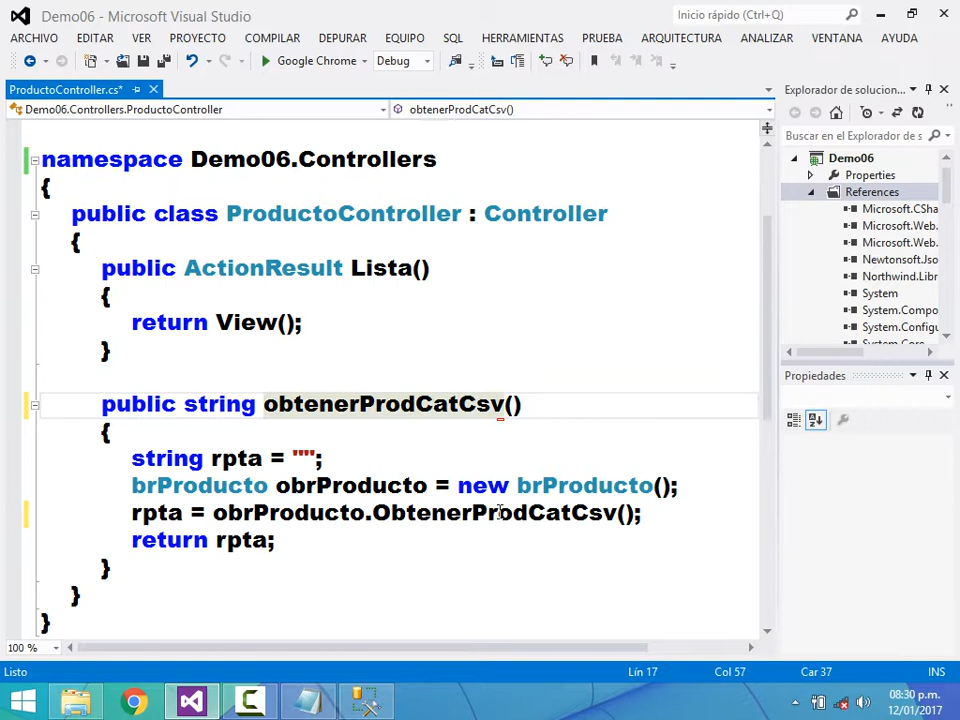 Demo06 - Microsoft Visual Studio
Inicio rápido (Ctrl+Q)
ARCHIVO EDITAR VER PROYECTO COMPILAR DEPURAR EQUIPO SQL HERRAMIENTAS PRUEBA ARQUITECTURA ANALIZAR VENTANA AYUDA
Google Chrome Debug
ProductoController.cs*
Demo06.Controllers.ProductoController obtenerProdCatCsv()
namespace Demo06.Controllers
{
public class ProductoController : Controller
{
public ActionResult Lista()
{
return View();
}
public string obtenerProdCatCsv()
{
string rpta = "";
brProducto obrProducto = new brProducto();
rpta = obrProducto.ObtenerProdCatCsv();
return rpta;
}
}
}
100 %
Explorador de solucion...
Buscar en el Explorador de s
Demo06
Properties
References
Microsoft.CSha
Microsoft.Web.
Microsoft.Web.
Newtonsoft.Jso
Northwind.Libr
System
System.Compo
System.Configu
System.Core
Propiedades
Listo Lín 17 Col 57 Car 37 INS
08:30 p.m.
12/01/2017